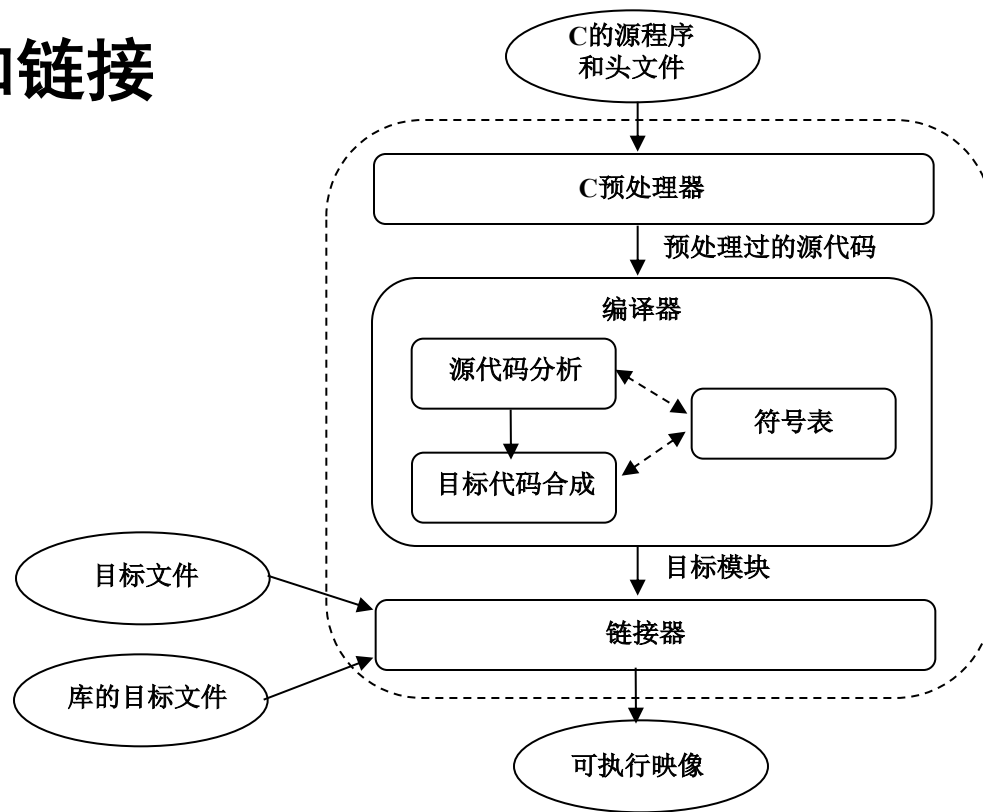 和链接
C的源程序
和头文件
C预处理器
预处理过的源代码
编译器
源代码分析
符号表
目标代码合成
目标模块
目标文件
链接器
库的目标文件
可执行映像